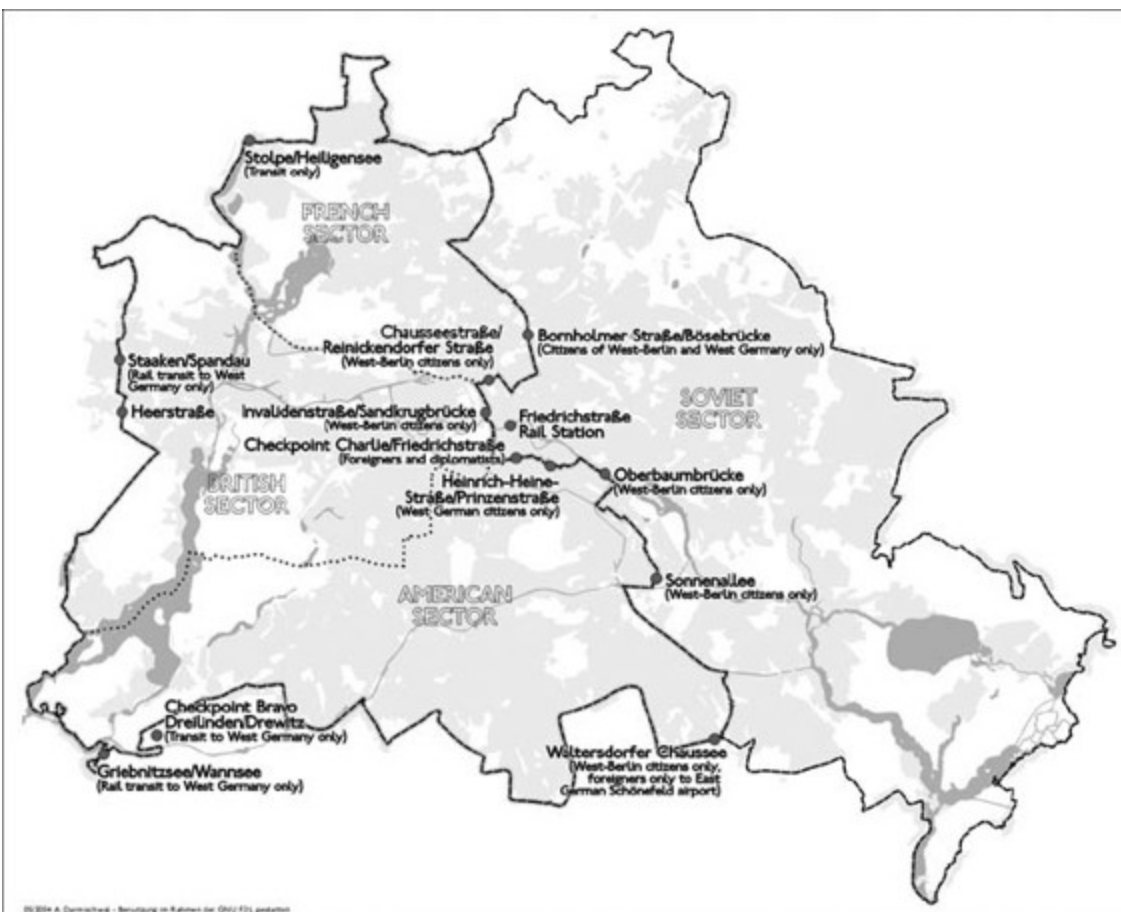 Stolpe/Heiligensee
(Transit only)
FRENCH
SECTOR
Chausseestraße/
Reinickendorfer Straße
(West-Berlin citizens only)
Bornholmer Straße/Bösebrücke
(Citizens of West-Berlin and West Germany only)
Staaken/Spandau
(Rail transit to West
Germany only)
Heerstraße
Invalidenstraße/Sandkrugbrücke
(West-Berlin citizens only)
Friedrichstraße
Rail Station
SOVIET
SECTOR
Checkpoint Charlie/Friedrichstraße
(Foreigners and diplomatists)
Heinrich-Heine-
Straße/Prinzenstraße
(West German citizens only)
Oberbaumbrücke
(West-Berlin citizens only)
BRITISH
SECTOR
AMERICAN
SECTOR
Sonnenallee
(West-Berlin citizens only)
Checkpoint Bravo
Dreilinden/Drewitz
(Transit to West Germany only)
Griebnitzsee/Wannsee
(Rail transit to West Germany only)
Waltersdorfer Chaussee
(West-Berlin citizens only,
foreigners only to East
German Schönefeld airport)